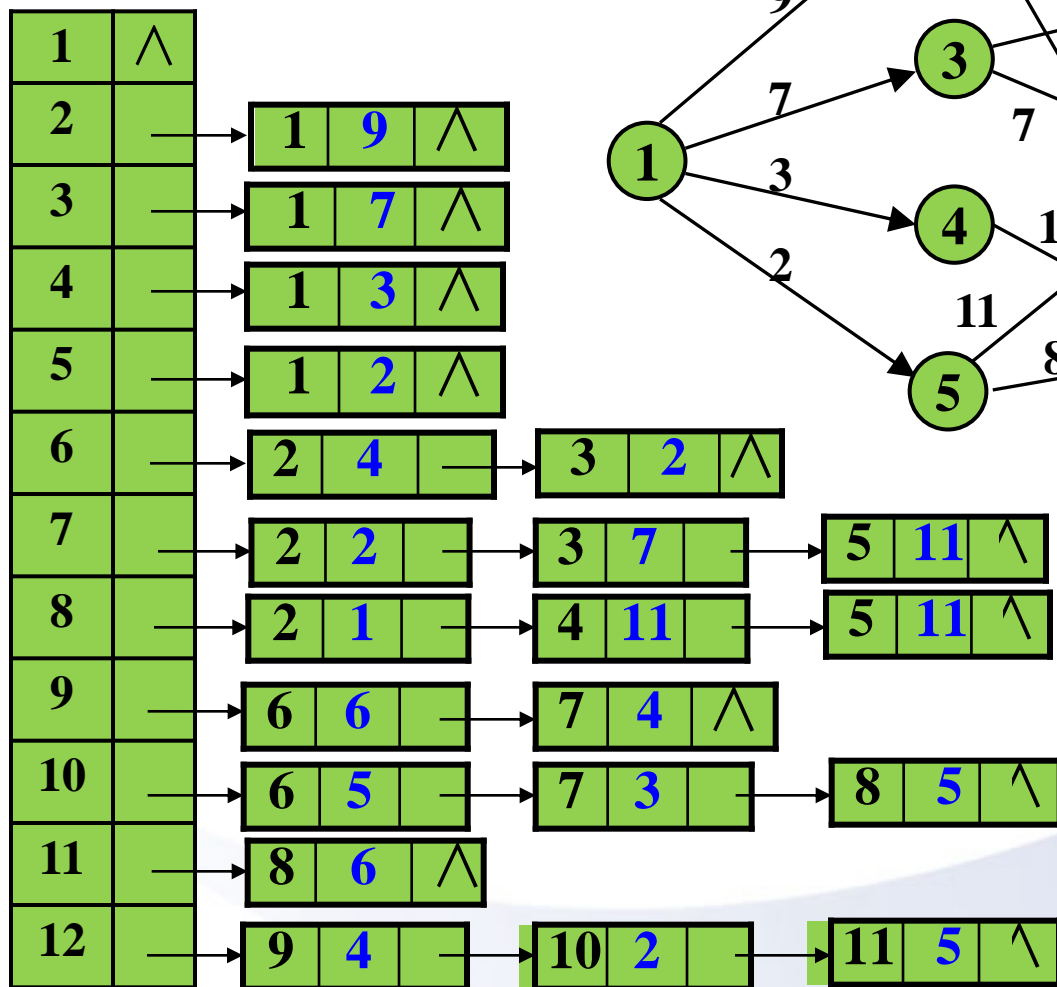 1 ∧
2 1 9 ∧
3 1 7 ∧
4 1 3 ∧
5 1 2 ∧
6 2 4 3 2 ∧
7 2 2 3 7 5 11 ∧
8 2 1 4 11 5 11 ∧
9 6 6 7 4 ∧
10 6 5 7 3 8 5 ∧
11 8 6 ∧
12 9 4 10 2 11 5 ∧
3
7
7
1
3
4
2
11
5